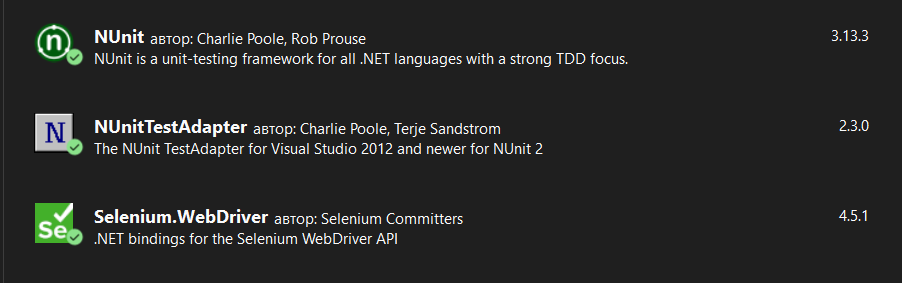 NUnit автор: Charlie Poole, Rob Prouse 3.13.3
NUnit is a unit-testing framework for all .NET languages with a strong TDD focus.
NUnitTestAdapter автор: Charlie Poole, Terje Sandstrom 2.3.0
The NUnit TestAdapter for Visual Studio 2012 and newer for NUnit 2
Selenium.WebDriver автор: Selenium Committers 4.5.1
.NET bindings for the Selenium WebDriver API